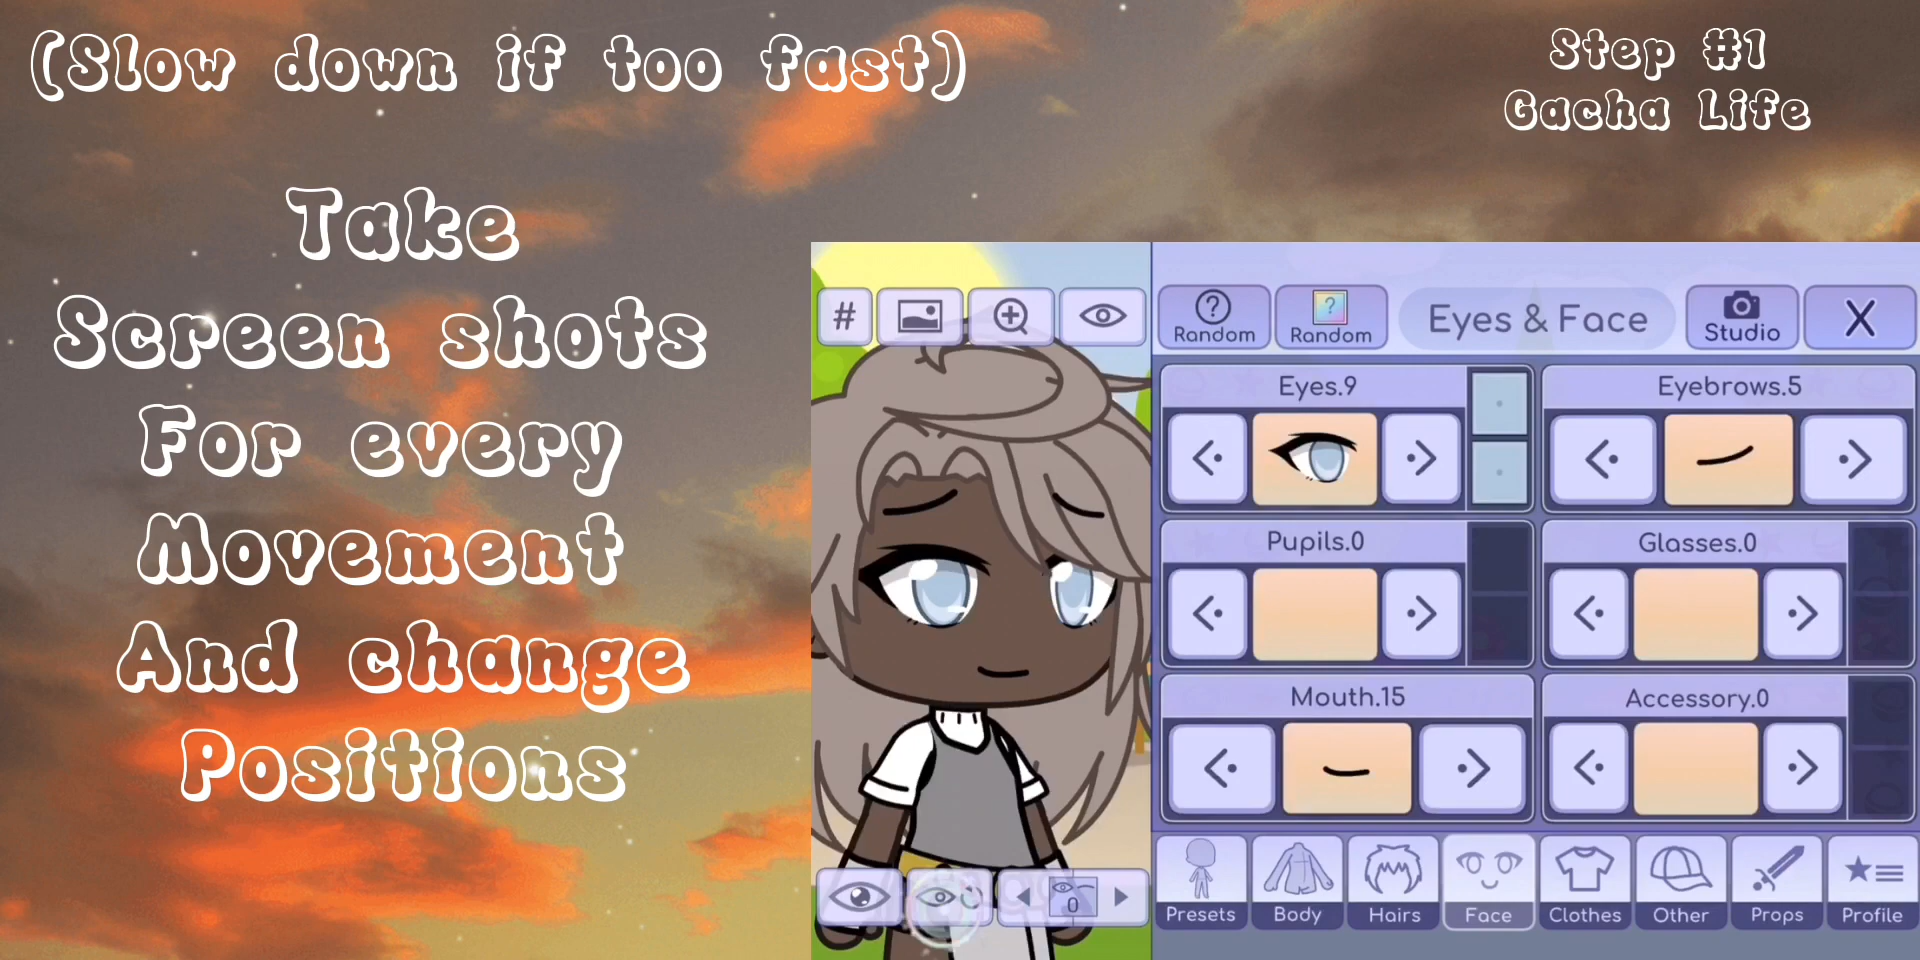 (Slow down if too fast)
Step #1
Gacha Life
Take
Screen shots
For every
Movement
And change
Positions
#
? Random
? Random
Eyes & Face
Studio
X
Eyes.9
Eyebrows.5
Pupils.0
Glasses.0
Mouth.15
Accessory.0
0
Presets
Body
Hairs
Face
Clothes
Other
Props
Profile